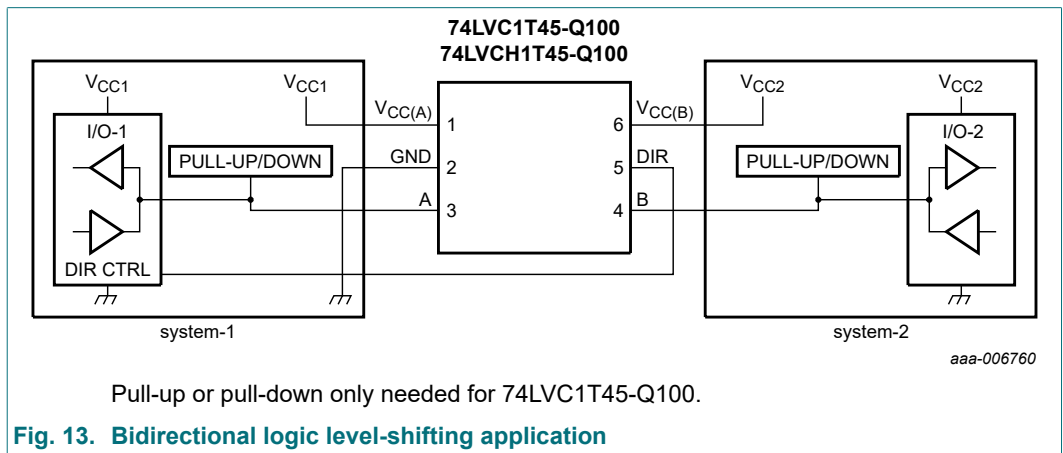 74LVC1T45-Q100
74LVCH1T45-Q100
VCC1
VCC1
VCC(A)
1
6
VCC(B)
VCC2
VCC2
I/O-1
PULL-UP/DOWN
GND
2
5
DIR
PULL-UP/DOWN
I/O-2
A
3
4
B
DIR CTRL
system-1
system-2
aaa-006760
Pull-up or pull-down only needed for 74LVC1T45-Q100.
Fig. 13. Bidirectional logic level-shifting application